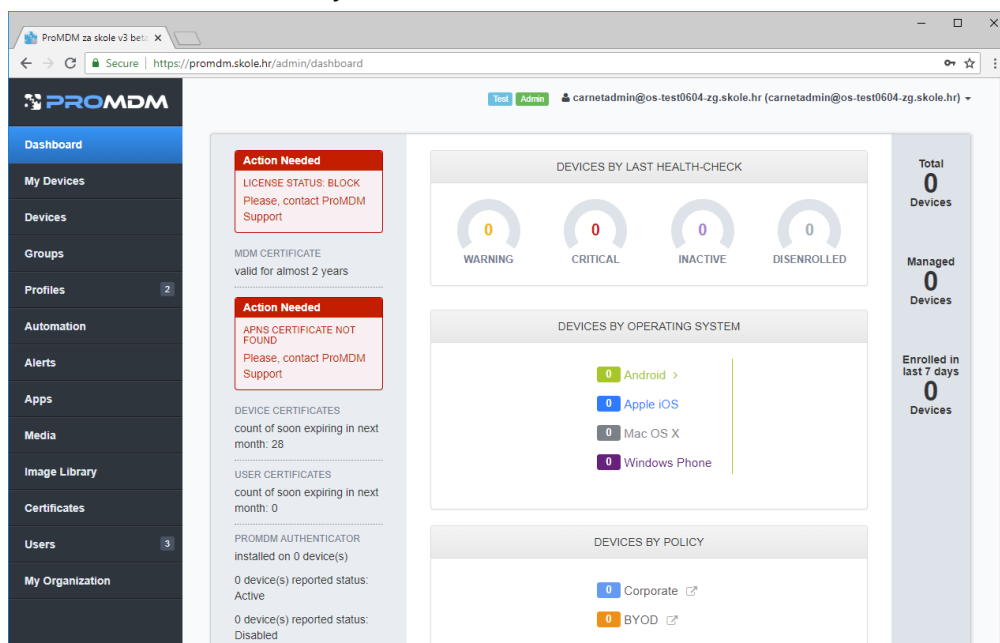 ProMDM za skole v3 beta
Secure https://promdm.skole.hr/admin/dashboard
PROMDM
Test Admin carnetadmin@os-test0604-zg.skole.hr (carnetadmin@os-test0604-zg.skole.hr)
Dashboard
My Devices
Devices
Groups
Profiles 2
Automation
Alerts
Apps
Media
Image Library
Certificates
Users 3
My Organization
Action Needed
LICENSE STATUS: BLOCK
Please, contact ProMDM
Support
MDM CERTIFICATE
valid for almost 2 years
Action Needed
APNS CERTIFICATE NOT
FOUND
Please, contact ProMDM
Support
DEVICE CERTIFICATES
count of soon expiring in next
month: 28
USER CERTIFICATES
count of soon expiring in next
month: 0
PROMDM AUTHENTICATOR
installed on 0 device(s)
0 device(s) reported status:
Active
0 device(s) reported status:
Disabled
DEVICES BY LAST HEALTH-CHECK
0 0 0 0
WARNING CRITICAL INACTIVE DISENROLLED
DEVICES BY OPERATING SYSTEM
0 Android
0 Apple iOS
0 Mac OS X
0 Windows Phone
DEVICES BY POLICY
0 Corporate
0 BYOD
Total
0
Devices
Managed
0
Devices
Enrolled in
last 7 days
0
Devices